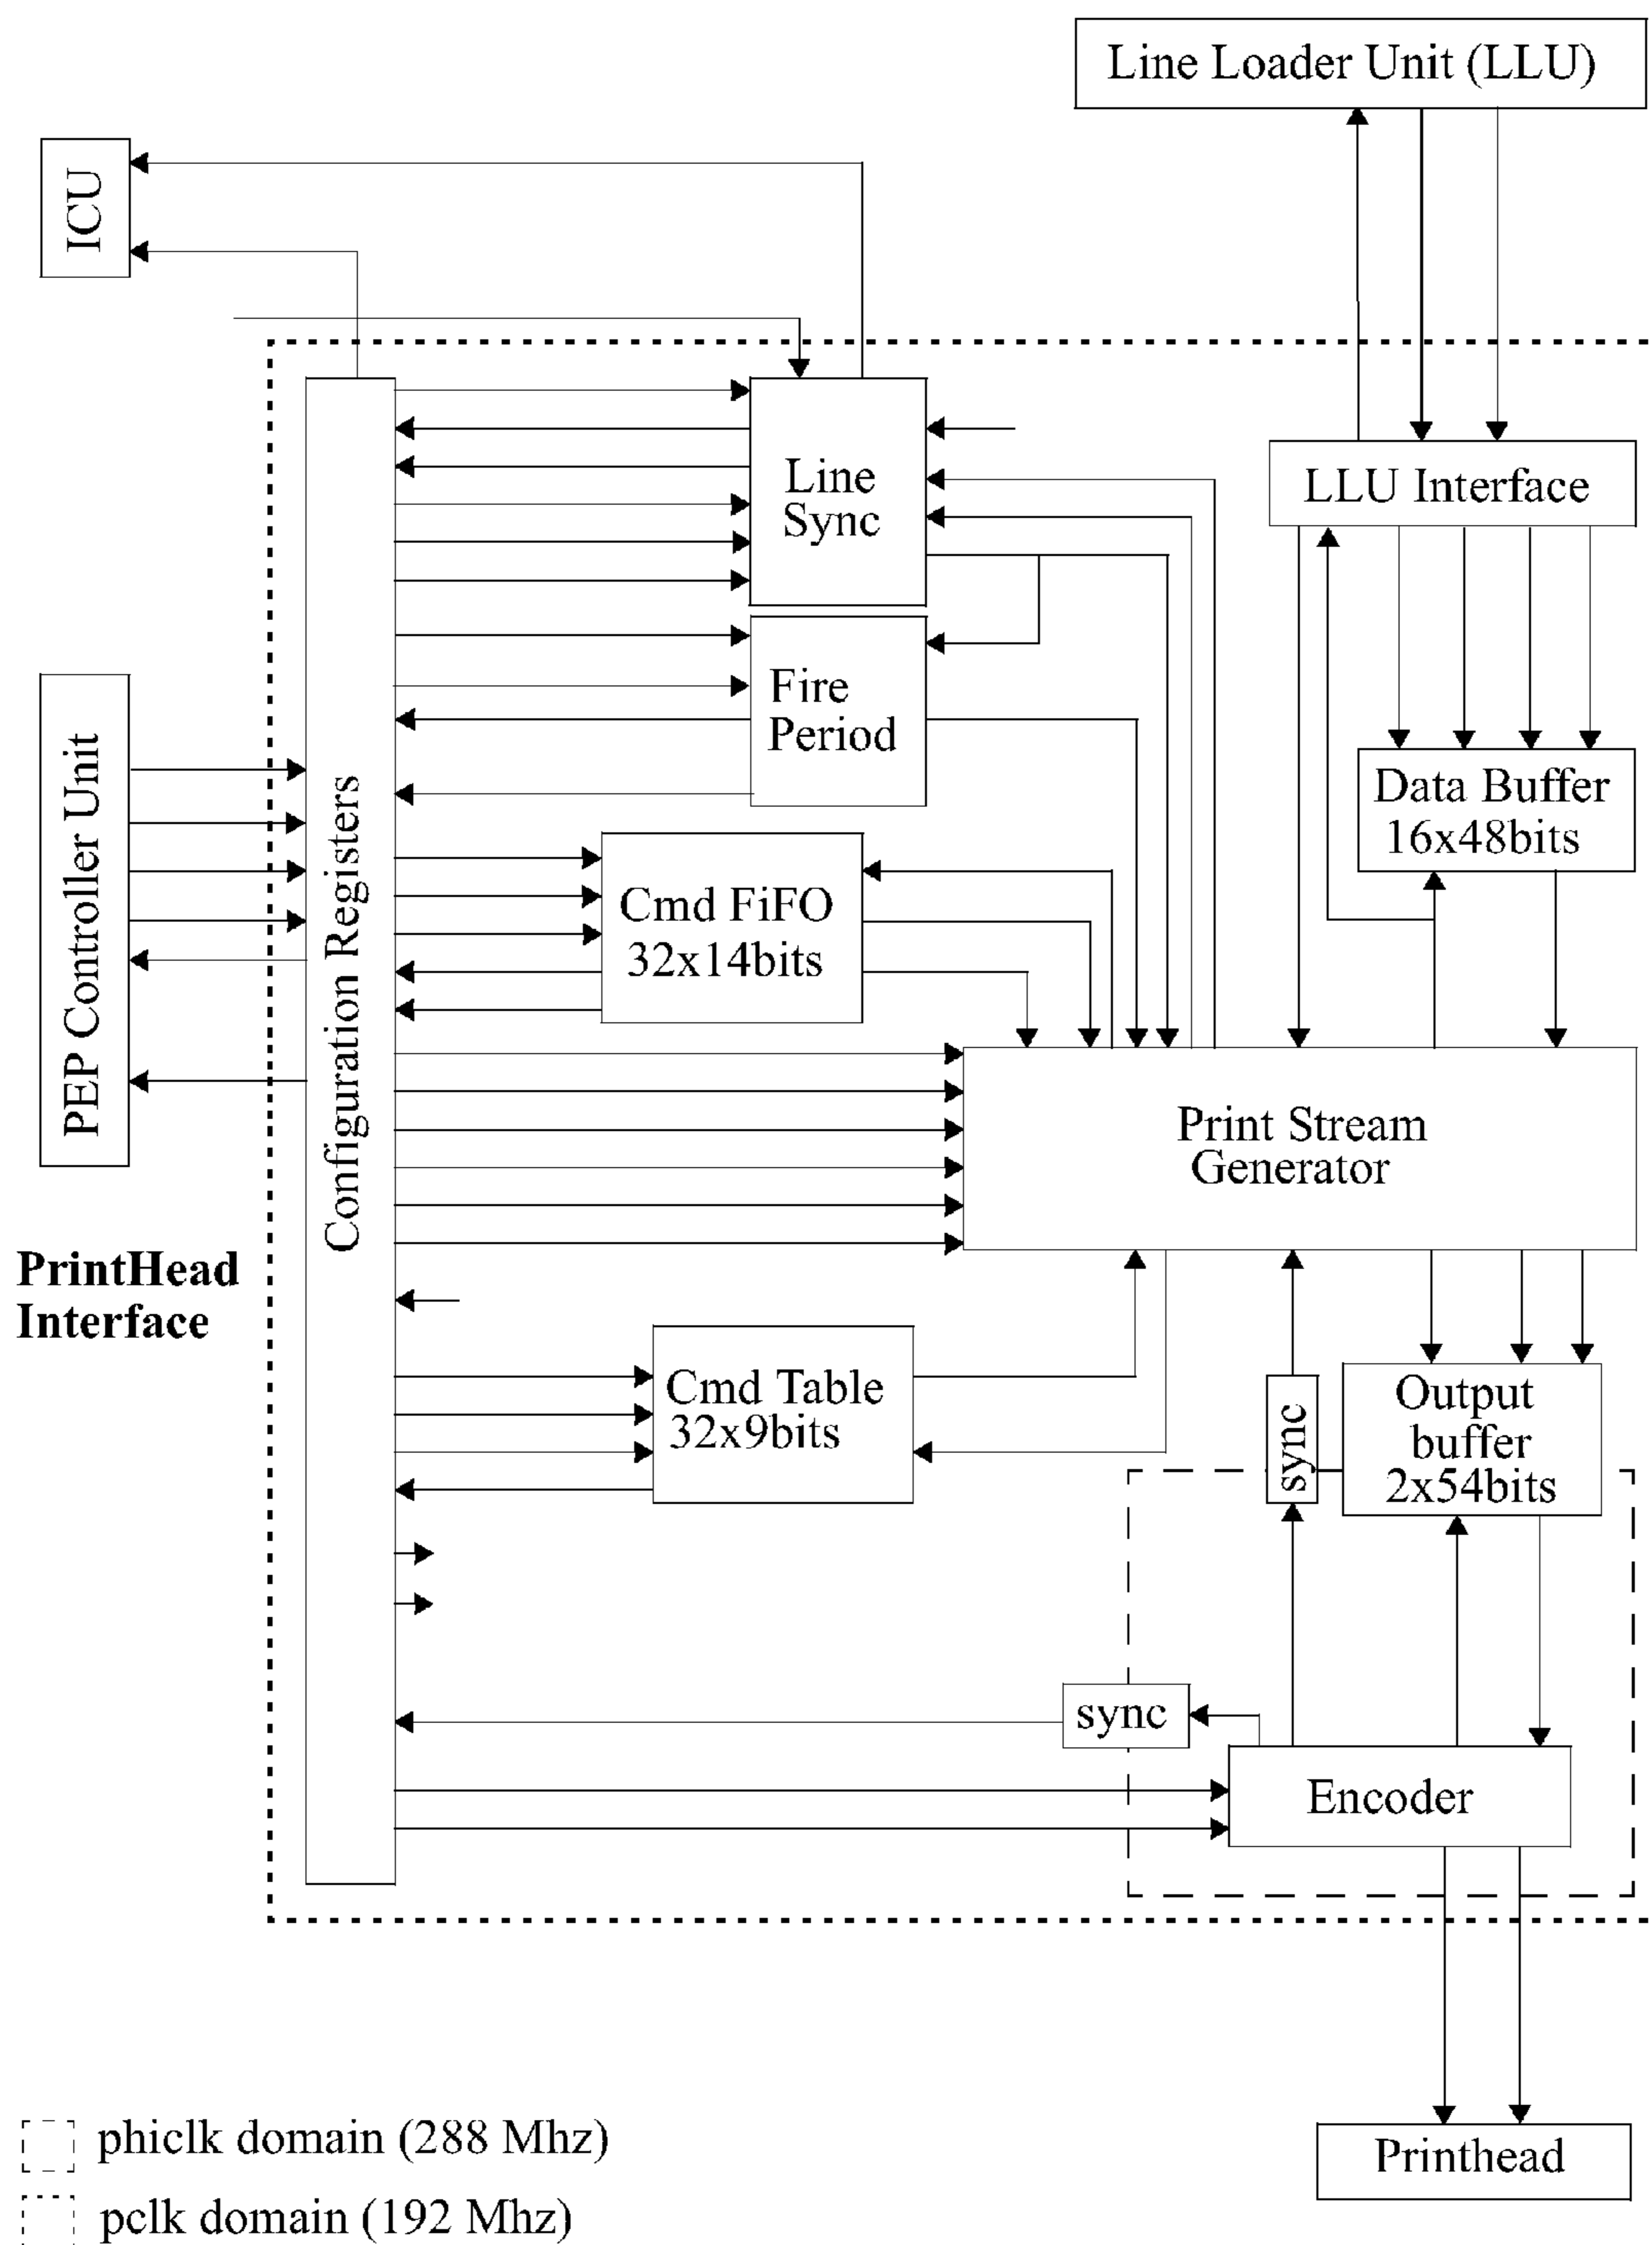 Line Loader Unit (LLU)
ICU
Line
Sync
LLU Interface
Fire
Period
Data Buffer
16x48bits
PEP Controller Unit
Configuration Registers
Cmd FiFO
32x14bits
Print Stream
Generator
PrintHead
Interface
Cmd Table
32x9bits
sync
Output
buffer
2x54bits
sync
Encoder
Printhead
phiclk domain (288 Mhz)
pclk domain (192 Mhz)